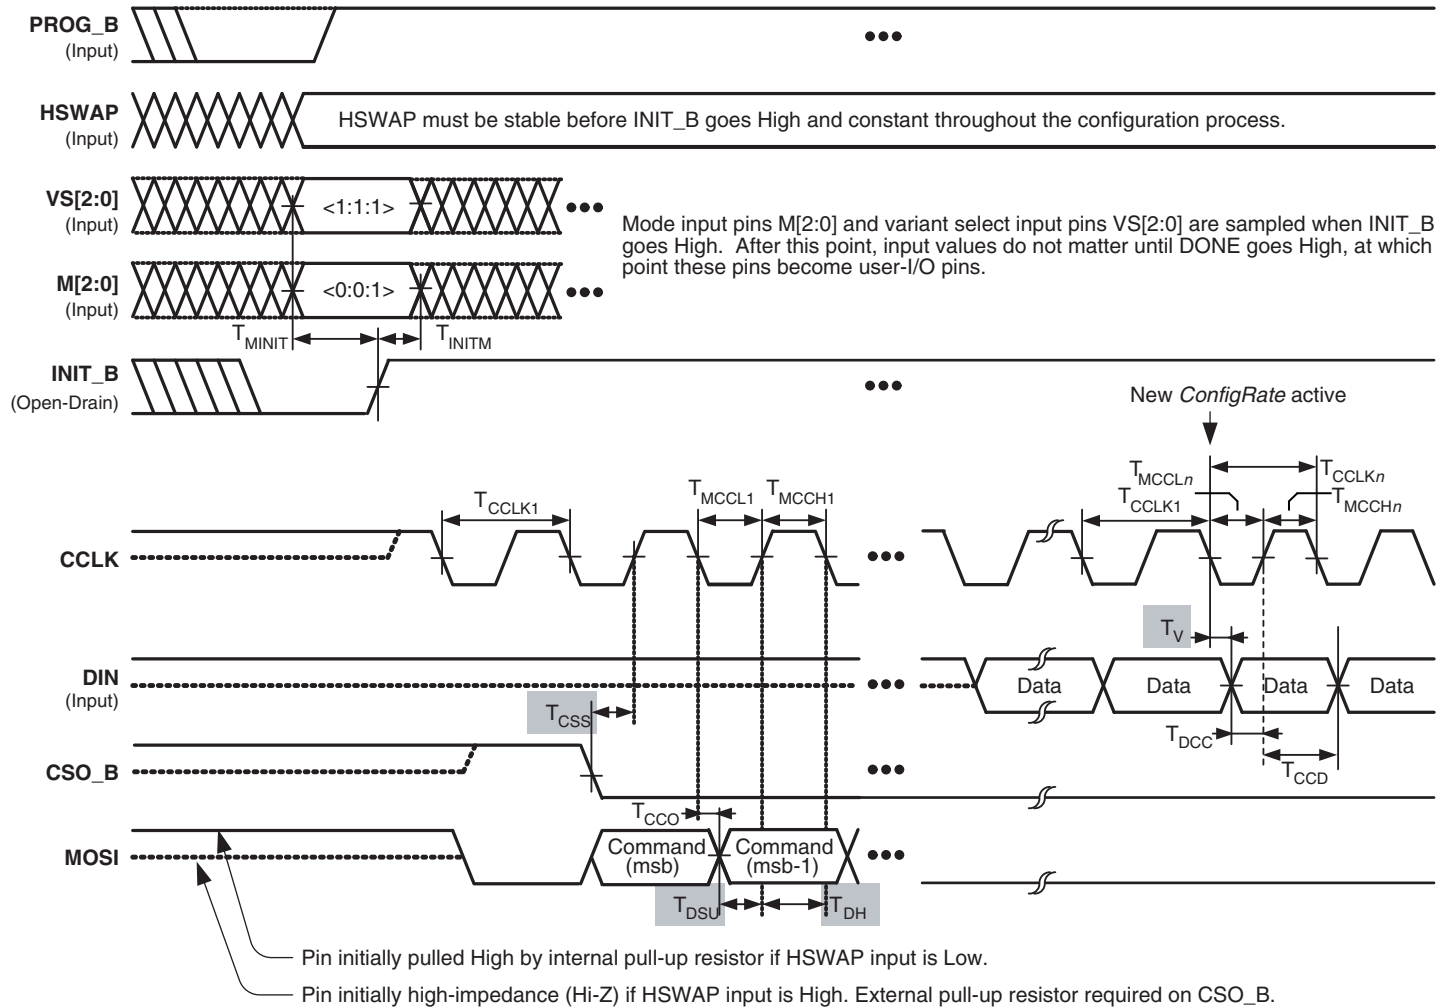 PROG_B
(Input)
HSWAP
(Input)
HSWAP must be stable before INIT_B goes High and constant throughout the configuration process.
VS[2:0]
(Input)
<1:1:1>
Mode input pins M[2:0] and variant select input pins VS[2:0] are sampled when INIT_B
goes High. After this point, input values do not matter until DONE goes High, at which
point these pins become user-I/O pins.
M[2:0]
(Input)
<0:0:1>
TMINIT
TINITM
INIT_B
(Open-Drain)
New ConfigRate active
TMCCLn
TCCLKn
TCCLK1
TMCCL1
TMCCH1
TCCLK1
TMCCHn
CCLK
TV
DIN
(Input)
Data
Data
Data
Data
TCSS
TDCC
TCCD
CSO_B
TCCO
MOSI
Command
(msb)
Command
(msb-1)
TDSU
TDH
Pin initially pulled High by internal pull-up resistor if HSWAP input is Low.
Pin initially high-impedance (Hi-Z) if HSWAP input is High. External pull-up resistor required on CSO_B.